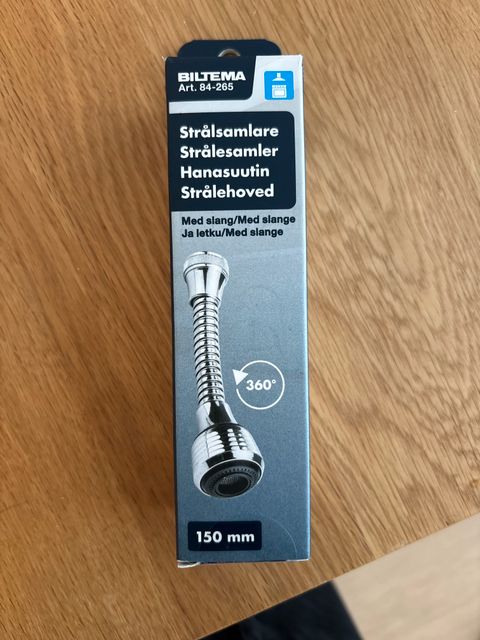 BILTEMA
Art. 84-265
Strålsamlare
Strålesamler
Hanasuutin
Strålehoved
Med slang/Med slange
Ja letku/Med slange
360°
150 mm